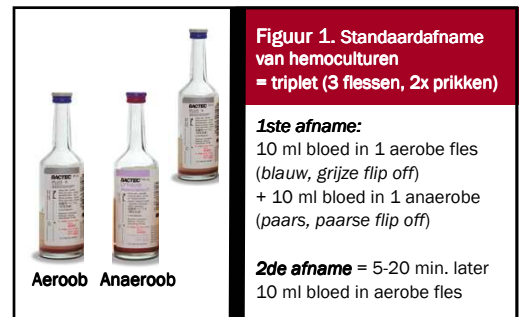 BACTEC
BACTEC
BACTEC
Aeroob Anaeroob
Figuur 1. Standaardafname
van hemoculturen
= triplet (3 flessen, 2x prikken)
1ste afname:
10 ml bloed in 1 aerobe fles
(blauw, grijze flip off)
+ 10 ml bloed in 1 anaerobe
(paars, paarse flip off)
2de afname = 5-20 min. later
10 ml bloed in aerobe fles